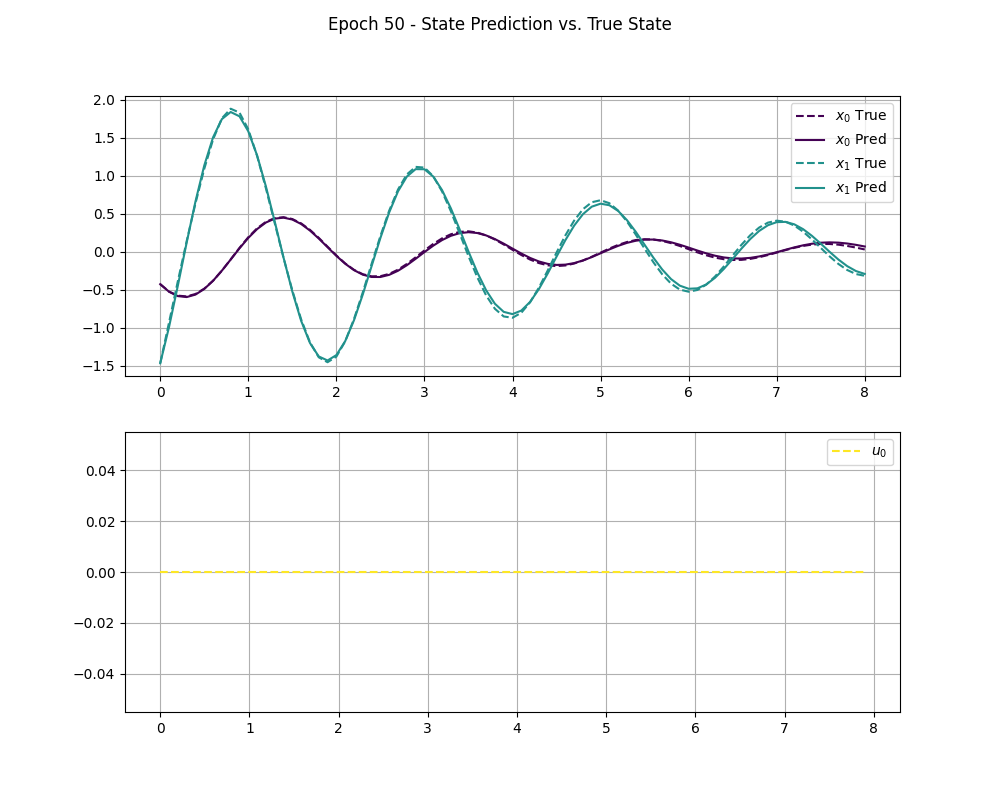 Epoch 50 - State Prediction vs. True State
2.0
1.5
1.0
0.5
0.0
−0.5
−1.0
−1.5
x₀ True
x₀ Pred
x₁ True
x₁ Pred
0 1 2 3 4 5 6 7 8
0.04
0.02
0.00
−0.02
−0.04
u₀
0 1 2 3 4 5 6 7 8